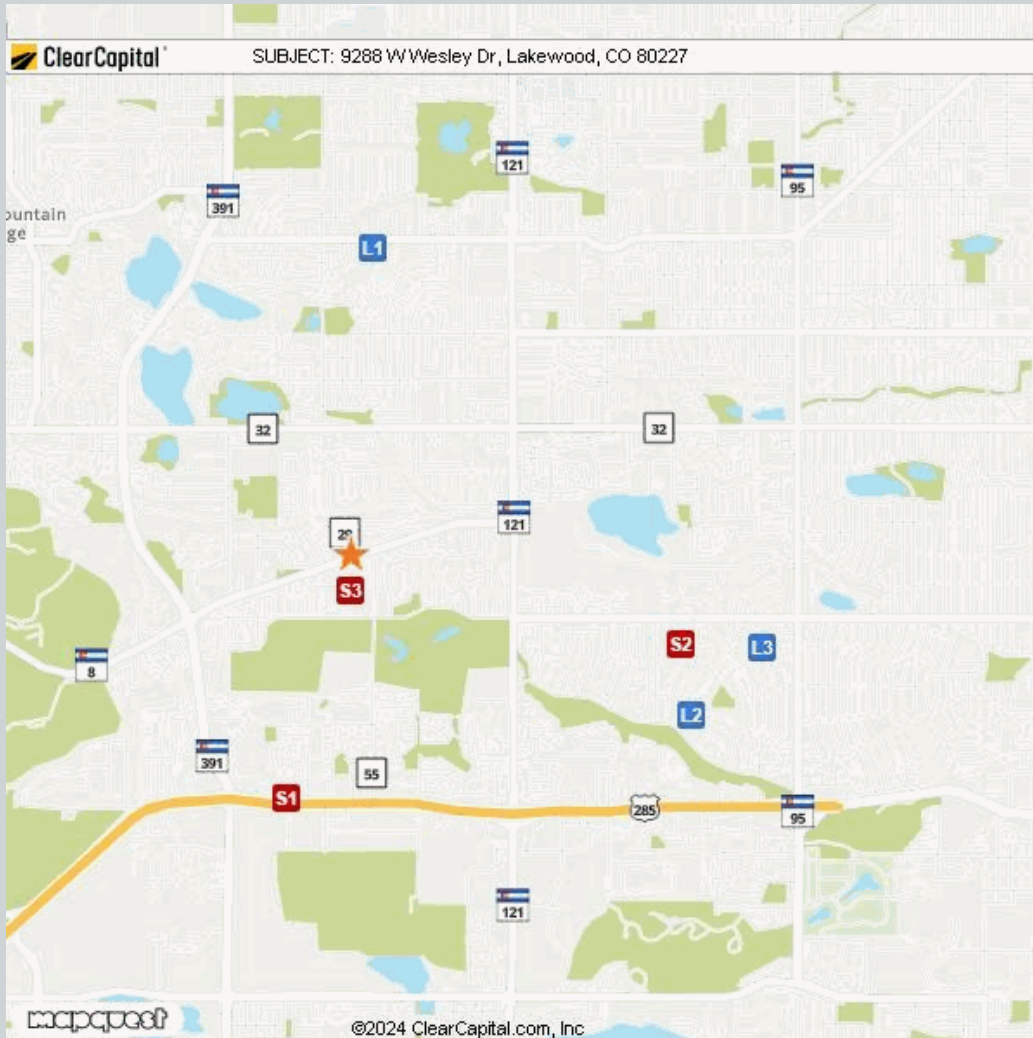 ClearCapital
SUBJECT: 9288 W Wesley Dr, Lakewood, CO 80227
121
95
391
ountain
ge
L1
32
32
121
S3
8
S2
L3
L2
391
55
S1
285
95
121
mapquest
©2024 ClearCapital.com, Inc